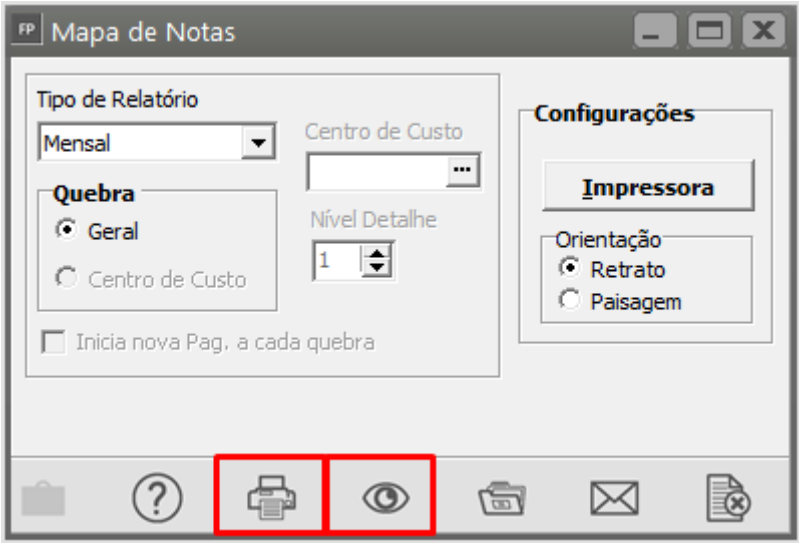 FP Mapa de Notas
Tipo de Relatório
Mensal
Centro de Custo
Quebra
Geral
Centro de Custo
Nível Detalhe
1
Inicia nova Pag. a cada quebra
Configurações
Impressora
Orientação
Retrato
Paisagem